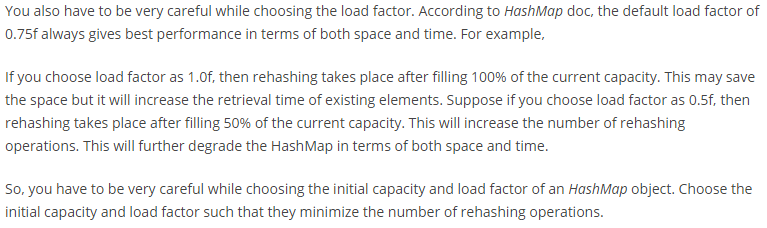 You also have to be very careful while choosing the load factor. According to HashMap doc, the default load factor of
0.75f always gives best performance in terms of both space and time. For example,
If you choose load factor as 1.0f, then rehashing takes place after filling 100% of the current capacity. This may save
the space but it will increase the retrieval time of existing elements. Suppose if you choose load factor as 0.5f, then
rehashing takes place after filling 50% of the current capacity. This will increase the number of rehashing
operations. This will further degrade the HashMap in terms of both space and time.
So, you have to be very careful while choosing the initial capacity and load factor of an HashMap object. Choose the
initial capacity and load factor such that they minimize the number of rehashing operations.